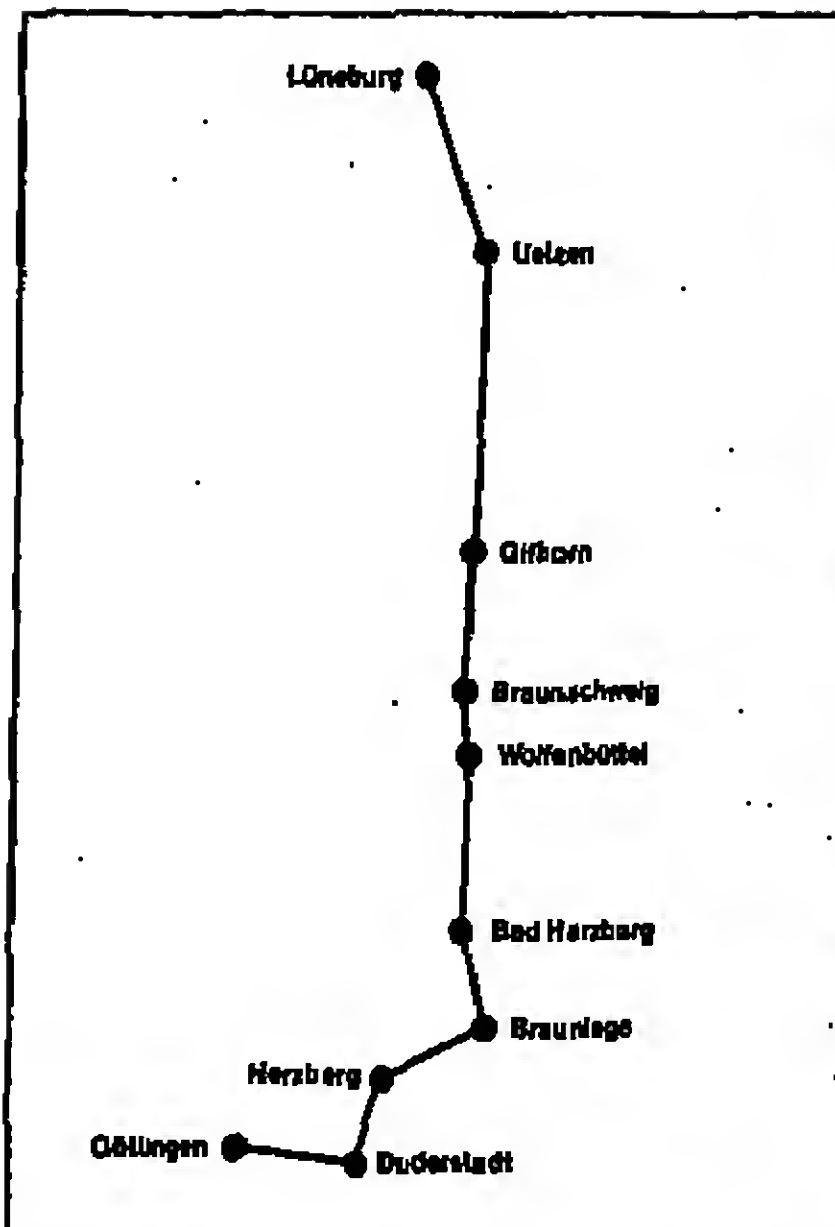 Lüneburg
Uelzen
Gifhorn
Braunschweig
Wolfenbüttel
Bad Harzburg
Braunlage
Herzberg
Göttingen
Duderstadt